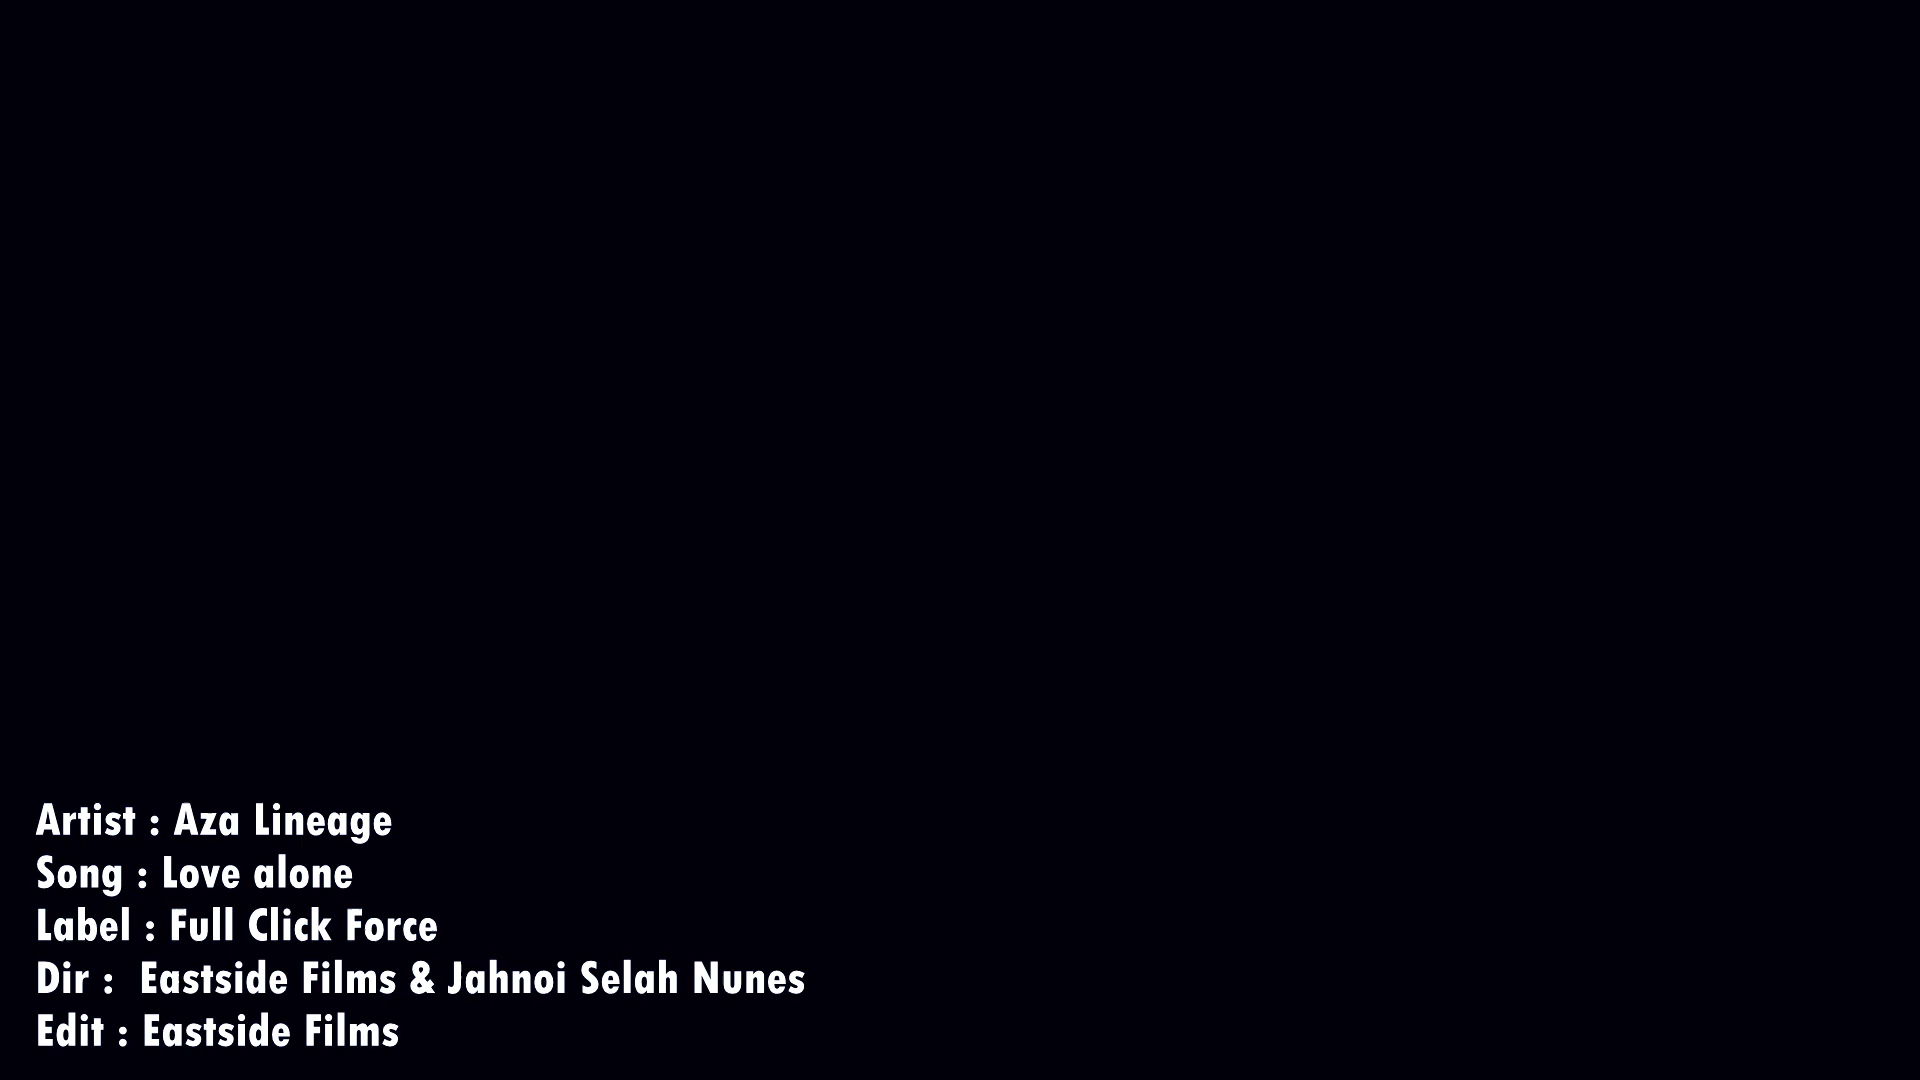 Artist : Aza Lineage
Song : Love alone
Label : Full Click Force
Dir :  Eastside Films & Jahnoi Selah Nunes
Edit : Eastside Films